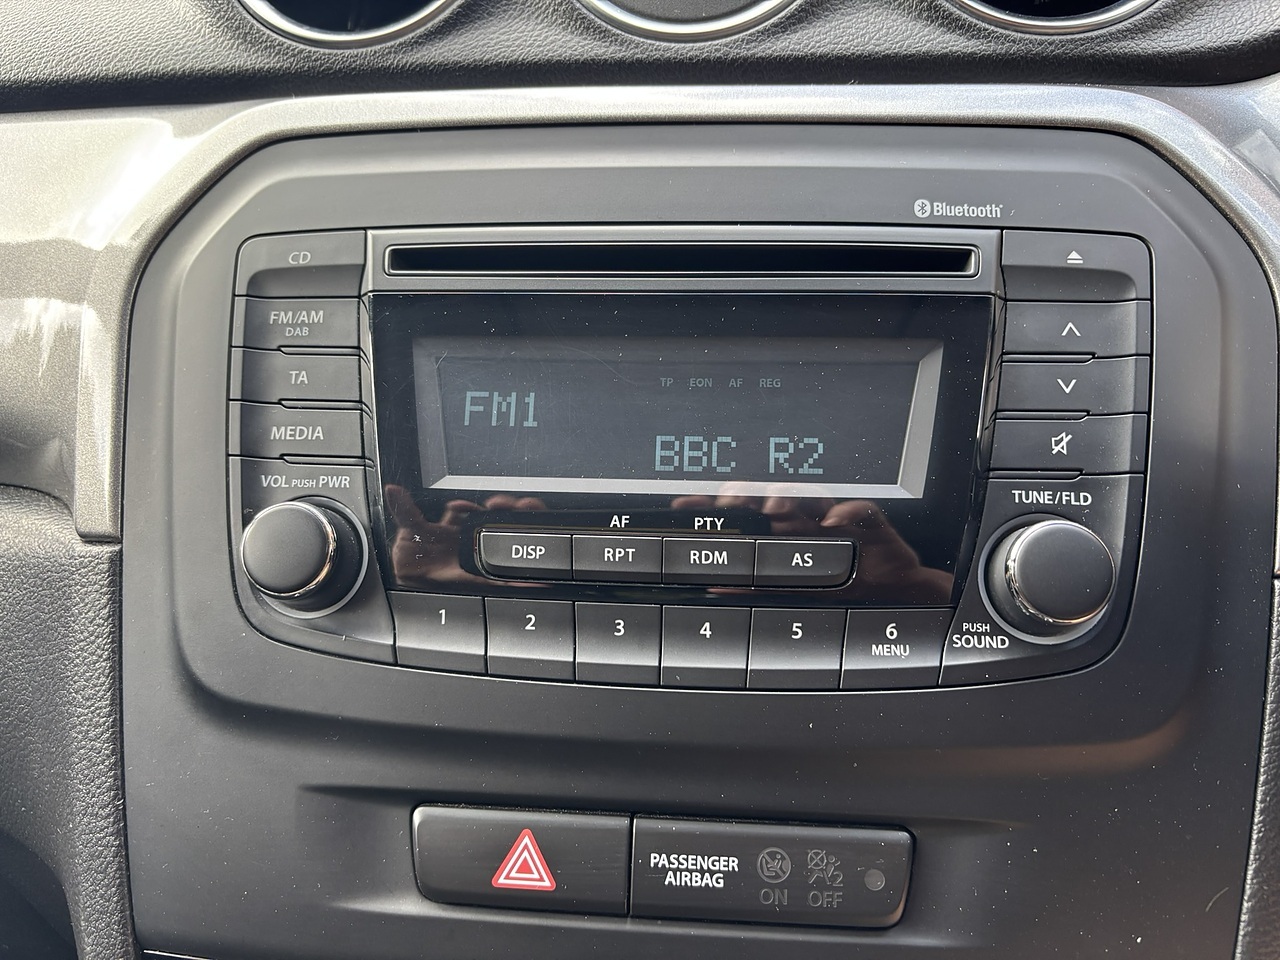 Bluetooth
CD
FM/AM
DAB
TA
MEDIA
VOL PUSH PWR
TP EON AF REG
FM1
BBC R2
TUNE/FLD
AF PTY
DISP RPT RDM AS
1 2 3 4 5 6
MENU
PUSH
SOUND
PASSENGER
AIRBAG
ON OFF
2